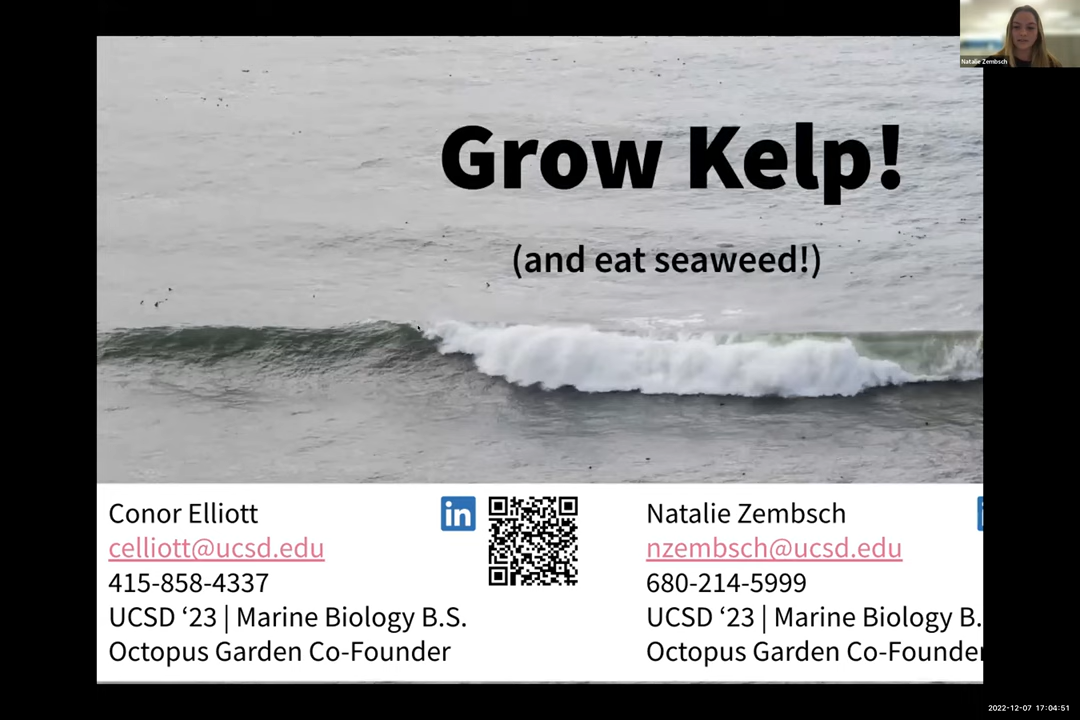 Natalie Zembsch
Grow Kelp!
(and eat seaweed!)
Conor Elliott
in
celliott@ucsd.edu
415-858-4337
UCSD ‘23 | Marine Biology B.S.
Octopus Garden Co-Founder
Natalie Zembsch
nzembsch@ucsd.edu
680-214-5999
UCSD ‘23 | Marine Biology B.
Octopus Garden Co-Founder
2022-12-07 17:04:51